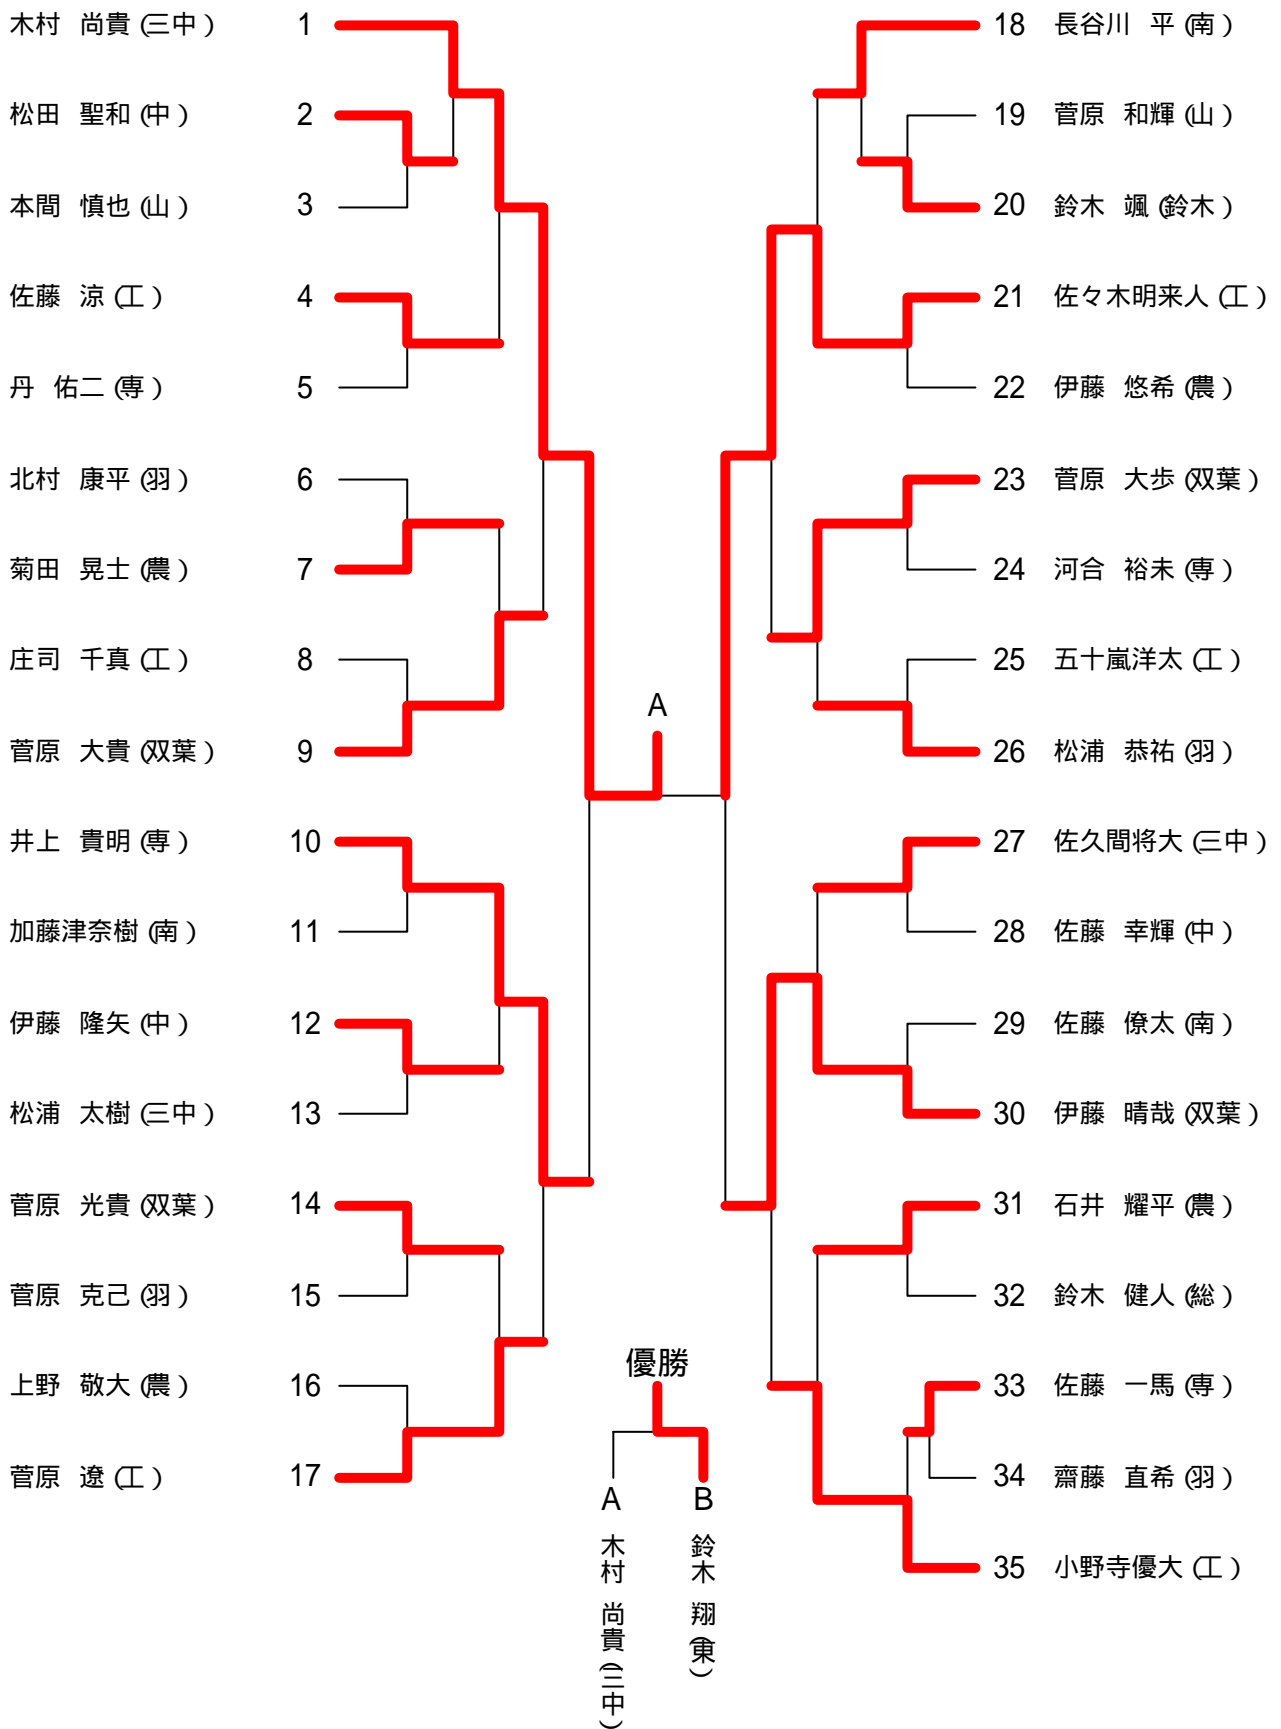 木村 尚貴 (三中) 1
松田 聖和 (中) 2
本間 慎也 (山) 3
佐藤 涼 (工) 4
丹 佑二 (専) 5
北村 康平 (羽) 6
菊田 晃士 (農) 7
庄司 千真 (工) 8
菅原 大貴 (双葉) 9
井上 貴明 (専) 10
加藤津奈樹 (南) 11
伊藤 隆矢 (中) 12
松浦 太樹 (三中) 13
菅原 光貴 (双葉) 14
菅原 克己 (羽) 15
上野 敬大 (農) 16
菅原 遼 (工) 17
A
優勝
A
B
木村 尚貴 (三中)
鈴木 翔 (東)
18 長谷川 平 (南)
19 菅原 和輝 (山)
20 鈴木 颯 (鈴木)
21 佐々木明来人 (工)
22 伊藤 悠希 (農)
23 菅原 大歩 (双葉)
24 河合 裕未 (専)
25 五十嵐洋太 (工)
26 松浦 恭祐 (羽)
27 佐久間将大 (三中)
28 佐藤 幸輝 (中)
29 佐藤 僚太 (南)
30 伊藤 晴哉 (双葉)
31 石井 耀平 (農)
32 鈴木 健人 (総)
33 佐藤 一馬 (専)
34 齋藤 直希 (羽)
35 小野寺優大 (工)